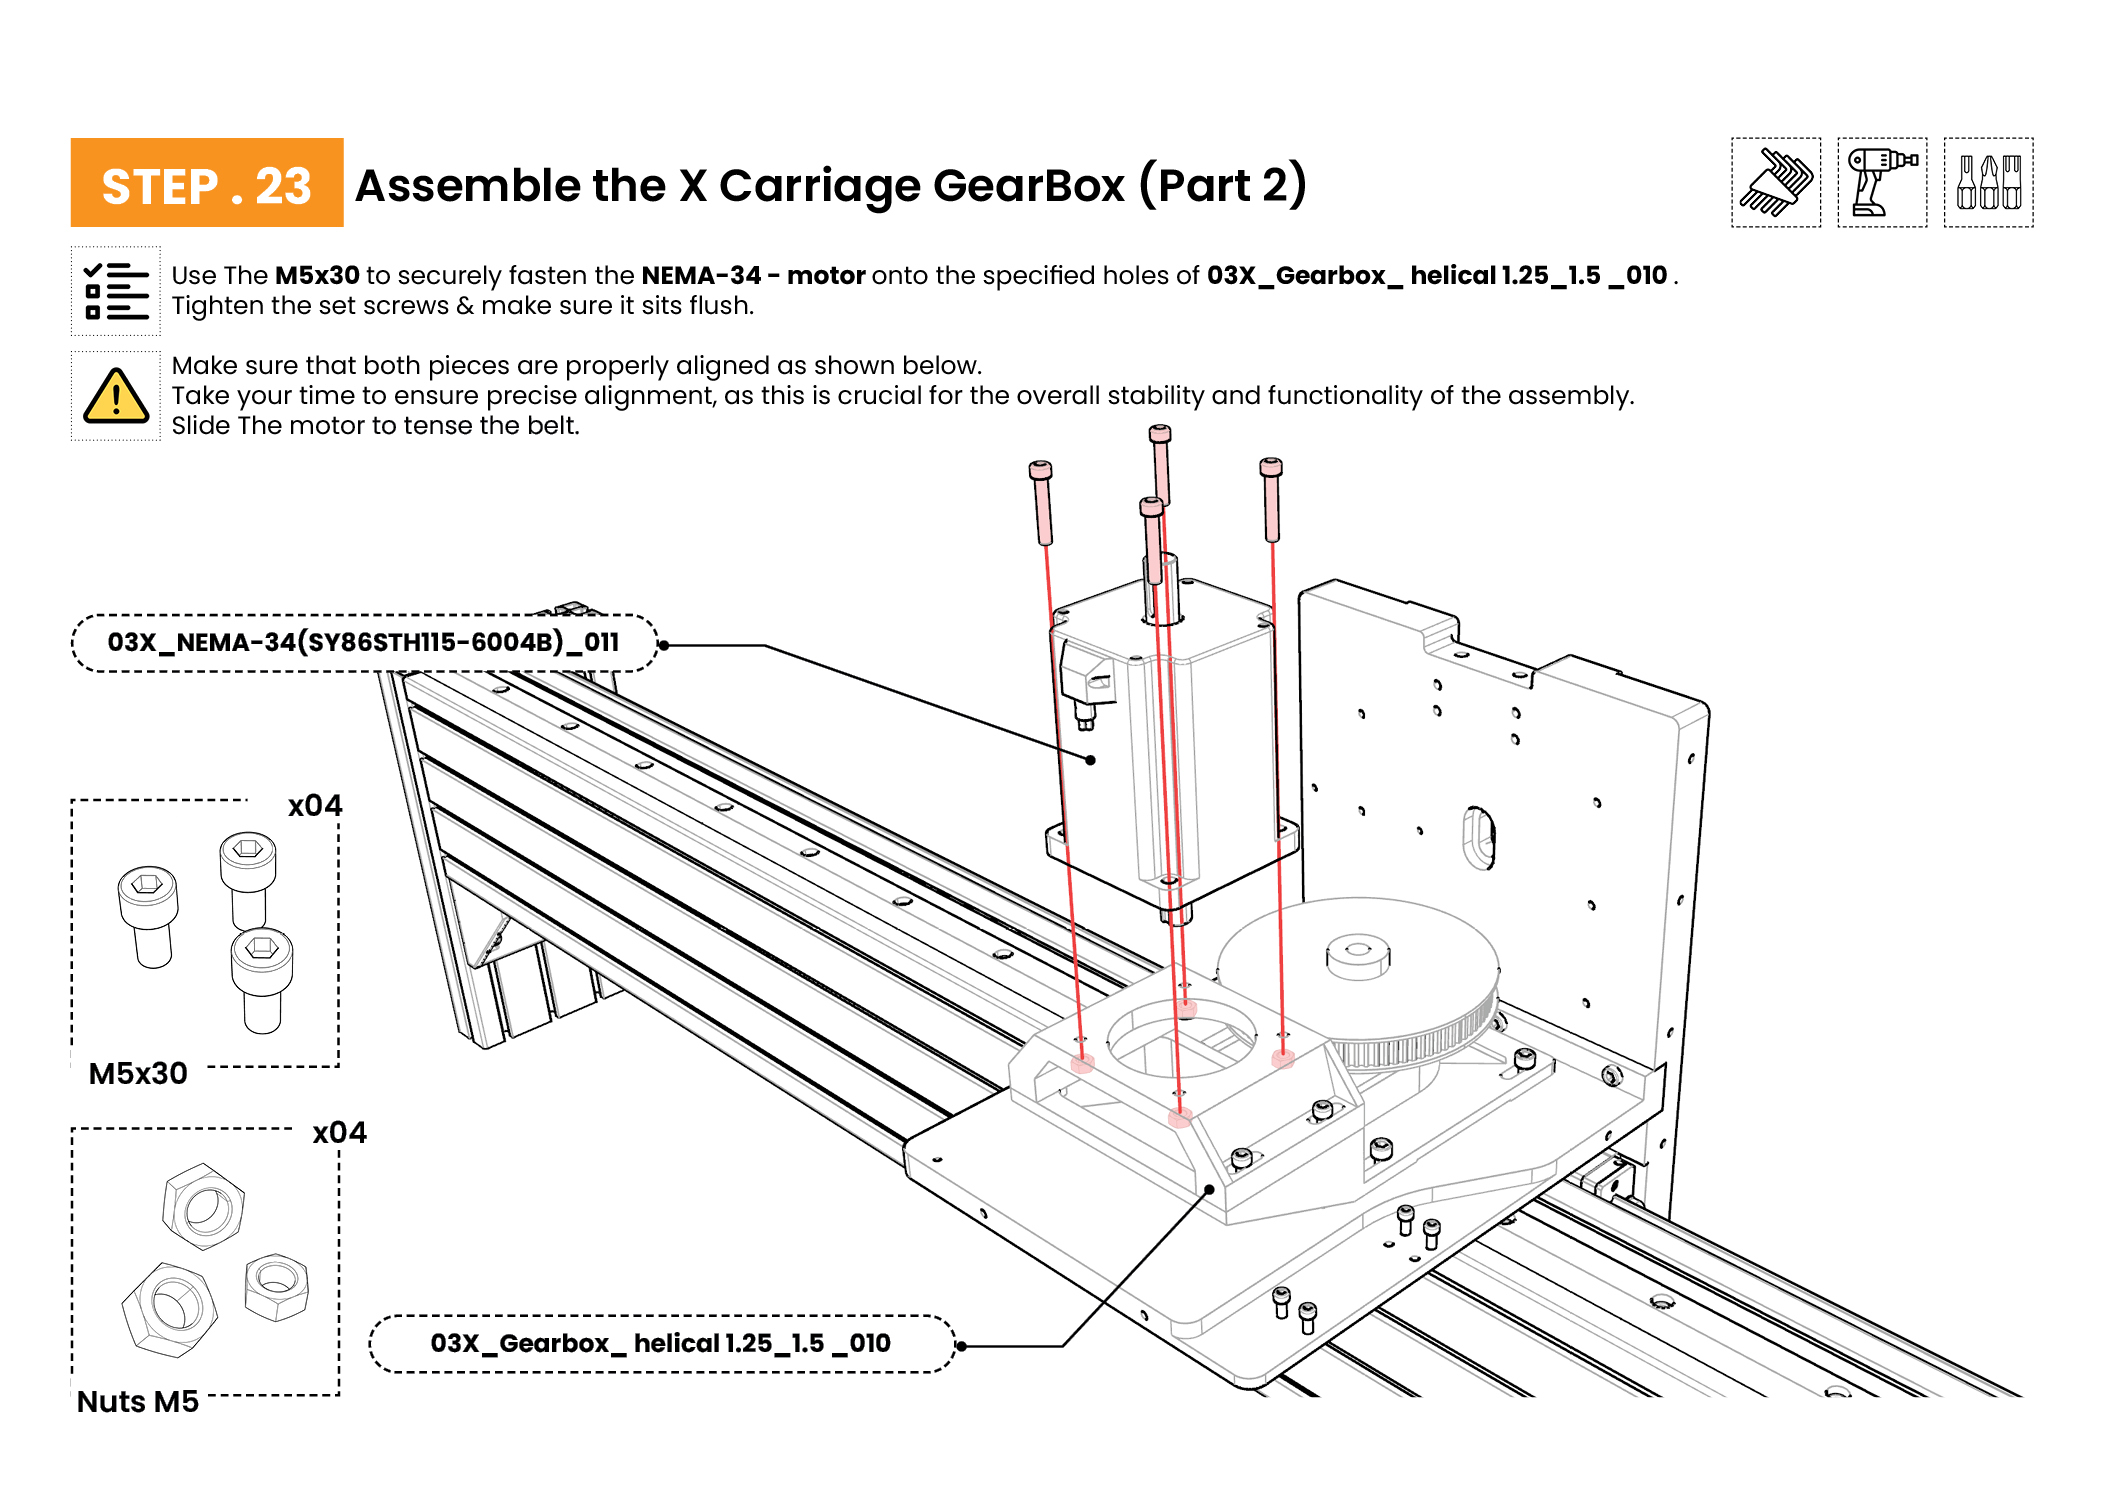 STEP . 23 Assemble the X Carriage GearBox (Part 2)
Use The M5x30 to securely fasten the NEMA-34 - motor onto the specified holes of 03X_Gearbox_ helical 1.25_1.5 _010 .
Tighten the set screws & make sure it sits flush.
Make sure that both pieces are properly aligned as shown below.
Take your time to ensure precise alignment, as this is crucial for the overall stability and functionality of the assembly.
Slide The motor to tense the belt.
03X_NEMA-34(SY86STH115-6004B)_011
x04
M5x30
x04
Nuts M5
03X_Gearbox_ helical 1.25_1.5 _010